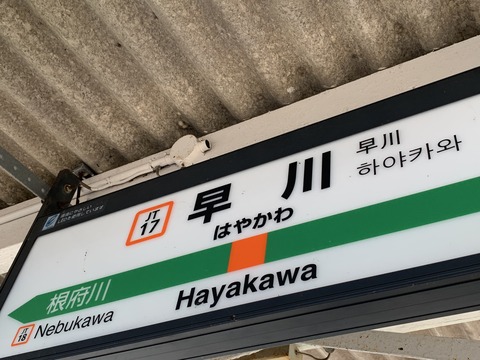 JT
17
早川
早川
하야카와
はやかわ
根府川
Hayakawa
JT
18
Nebukawa